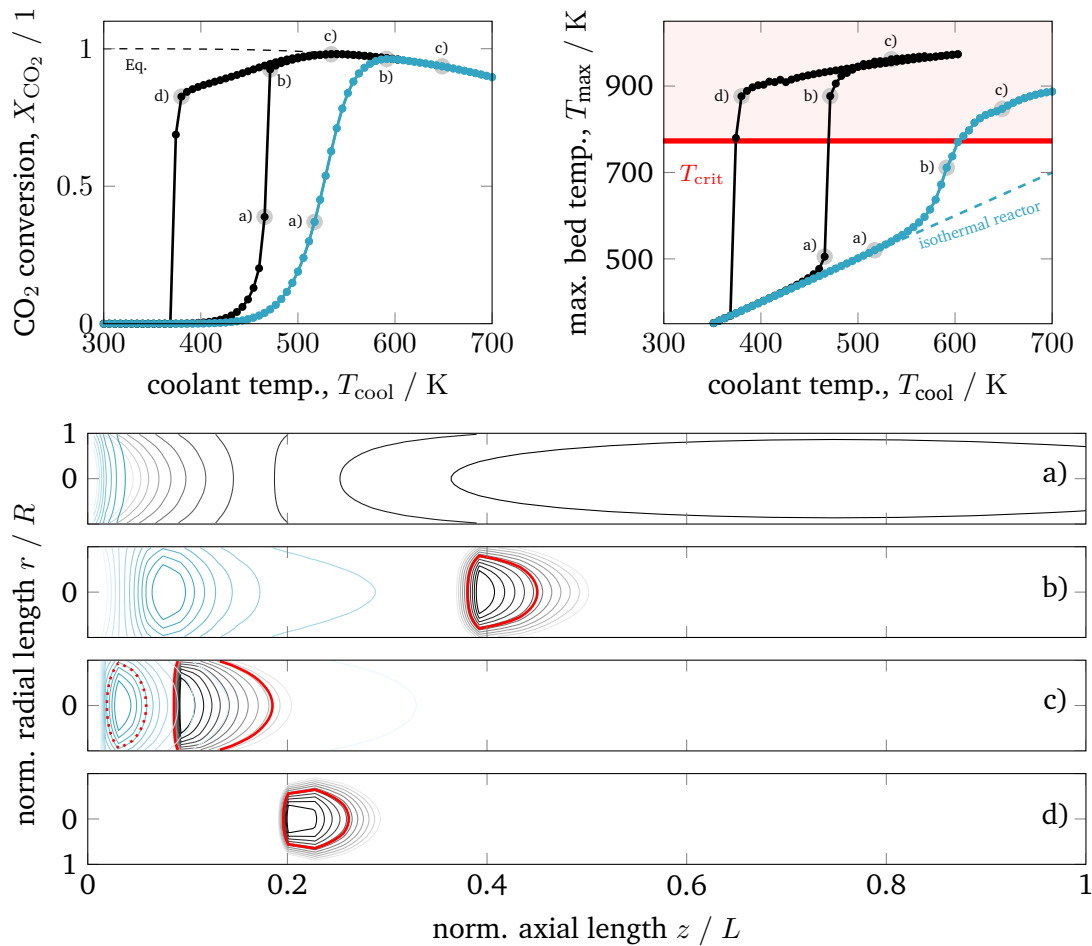 CO2 conversion, XCO2 / 1
1
0.5
0
Eq.
a)
b)
c)
d)
a)
b)
c)
300
400
500
600
700
coolant temp., Tcool / K
max. bed temp., Tmax / K
900
700
500
Tcrit
isothermal reactor
a)
b)
c)
d)
a)
b)
c)
300
400
500
600
700
coolant temp., Tcool / K
norm. radial length r / R
1
0
a)
0
b)
0
c)
0
1
d)
0
0.2
0.4
0.6
0.8
1
norm. axial length z / L